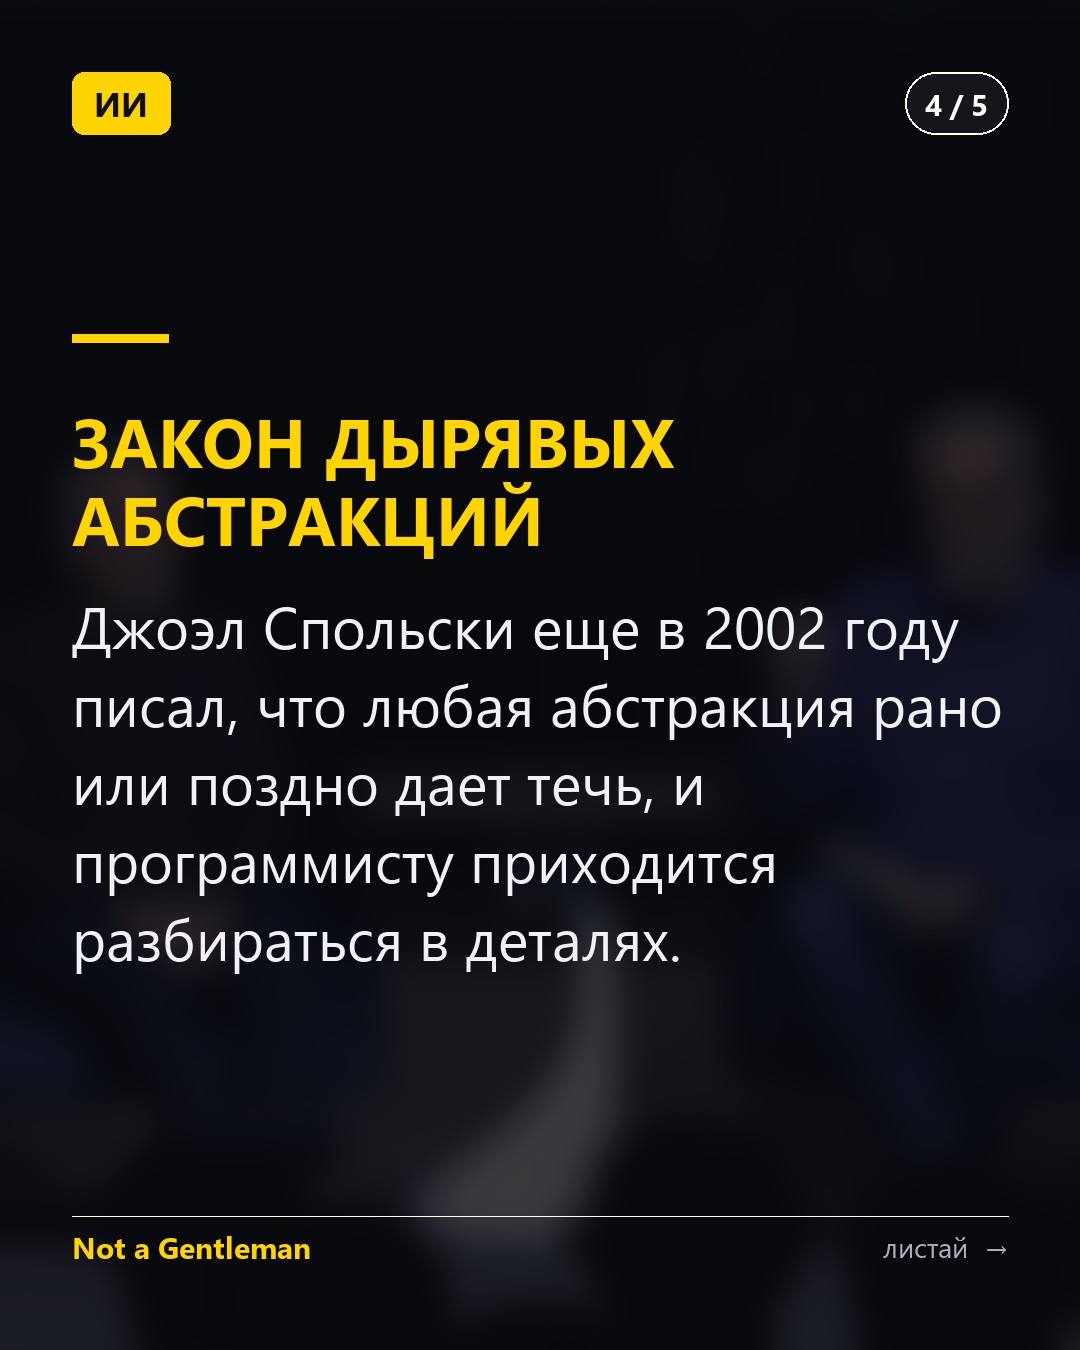 ИИ
4 / 5
ЗАКОН ДЫРЯВЫХ
АБСТРАКЦИЙ
Джоэл Спольски еще в 2002 году
писал, что любая абстракция рано
или поздно дает течь, и
программисту приходится
разбираться в деталях.
Not a Gentleman
листай →